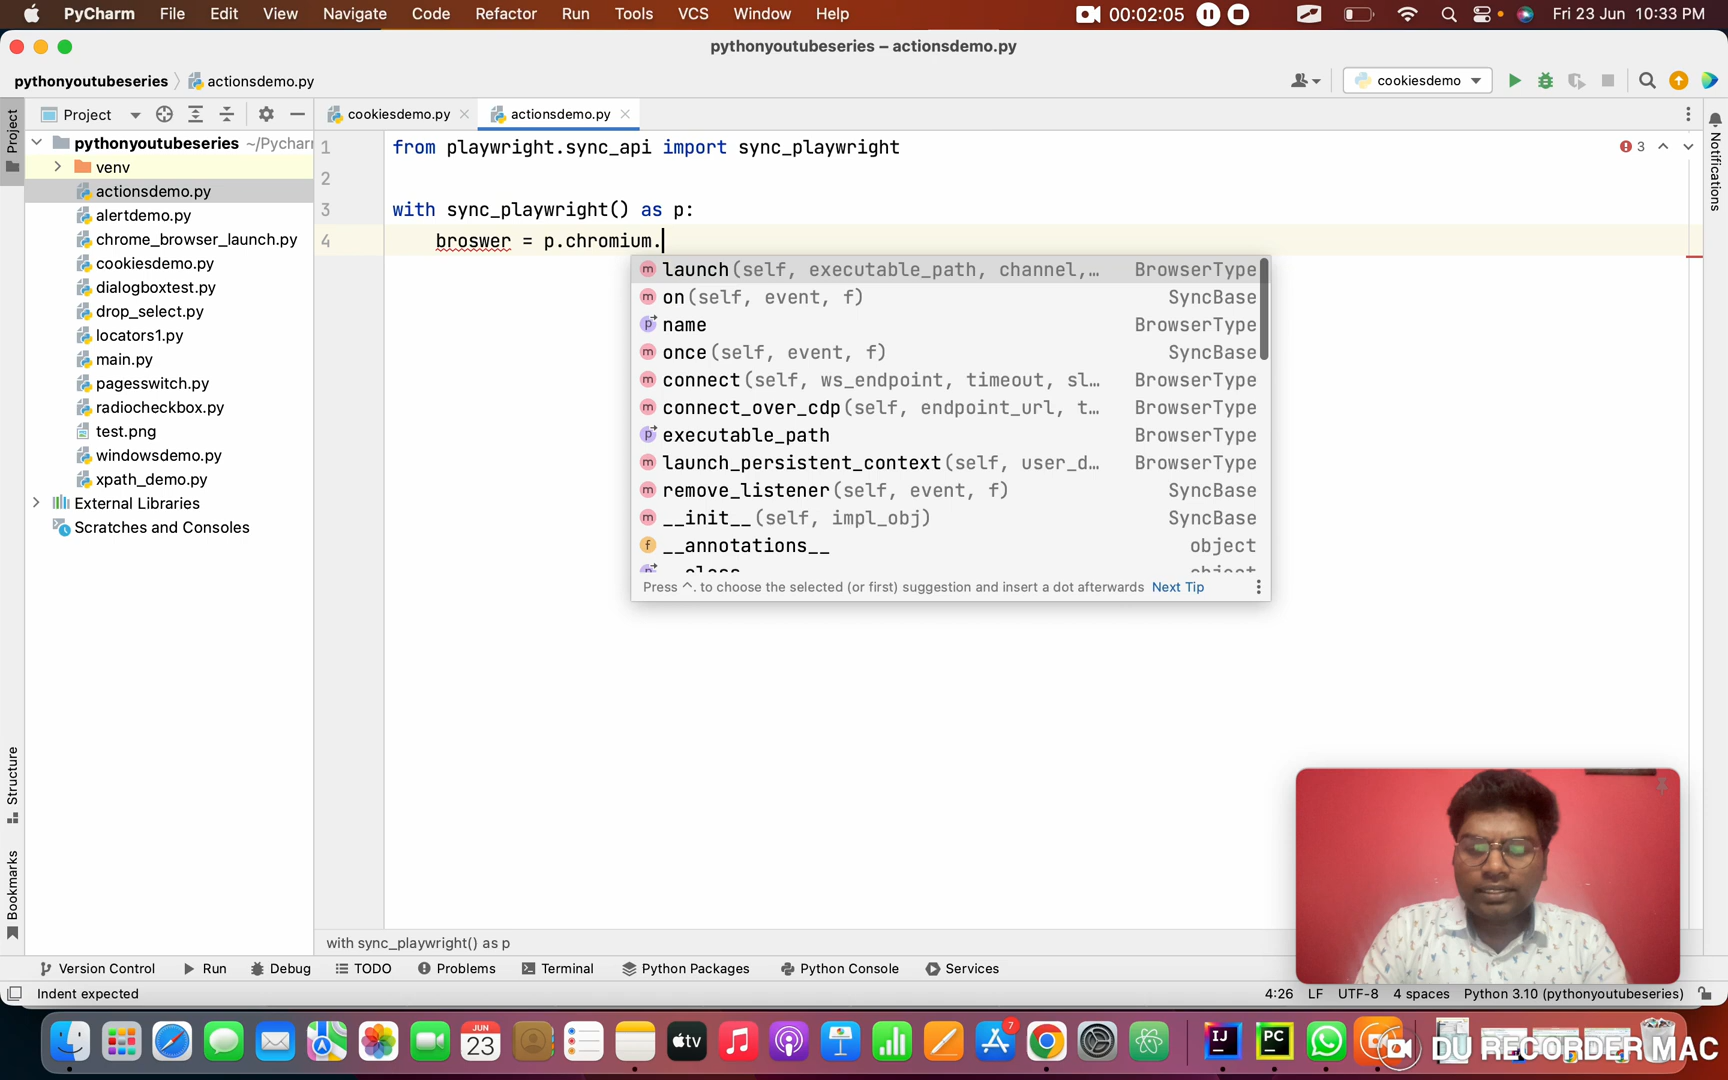 PyCharm File Edit View Navigate Code Refactor Run Tools VCS Window Help 00:02:05 Fri 23 Jun 10:33 PM
pythonyoutubeseries – actionsdemo.py
pythonyoutubeseries actionsdemo.py cookiesdemo
Project cookiesdemo.py actionsdemo.py
Project
Notifications
Structure
Bookmarks
pythonyoutubeseries ~/Pycharr
venv
actionsdemo.py
alertdemo.py
chrome_browser_launch.py
cookiesdemo.py
dialogboxtest.py
drop_select.py
locators1.py
main.py
pagesswitch.py
radiocheckbox.py
test.png
windowsdemo.py
xpath_demo.py
External Libraries
Scratches and Consoles
1 from playwright.sync_api import sync_playwright
3
2
3 with sync_playwright() as p:
4 broswer = p.chromium.
launch(self, executable_path, channel,… BrowserType
on(self, event, f) SyncBase
name BrowserType
once(self, event, f) SyncBase
connect(self, ws_endpoint, timeout, sl… BrowserType
connect_over_cdp(self, endpoint_url, t… BrowserType
executable_path BrowserType
launch_persistent_context(self, user_d… BrowserType
remove_listener(self, event, f) SyncBase
__init__(self, impl_obj) SyncBase
__annotations__ object
__class__ object
Press ^. to choose the selected (or first) suggestion and insert a dot afterwards Next Tip
with sync_playwright() as p
Version Control Run Debug TODO Problems Terminal Python Packages Python Console Services
Indent expected 4:26 LF UTF-8 4 spaces Python 3.10 (pythonyoutubeseries)
JUN
23
tv
7
IJ
PC
DU RECORDER MAC